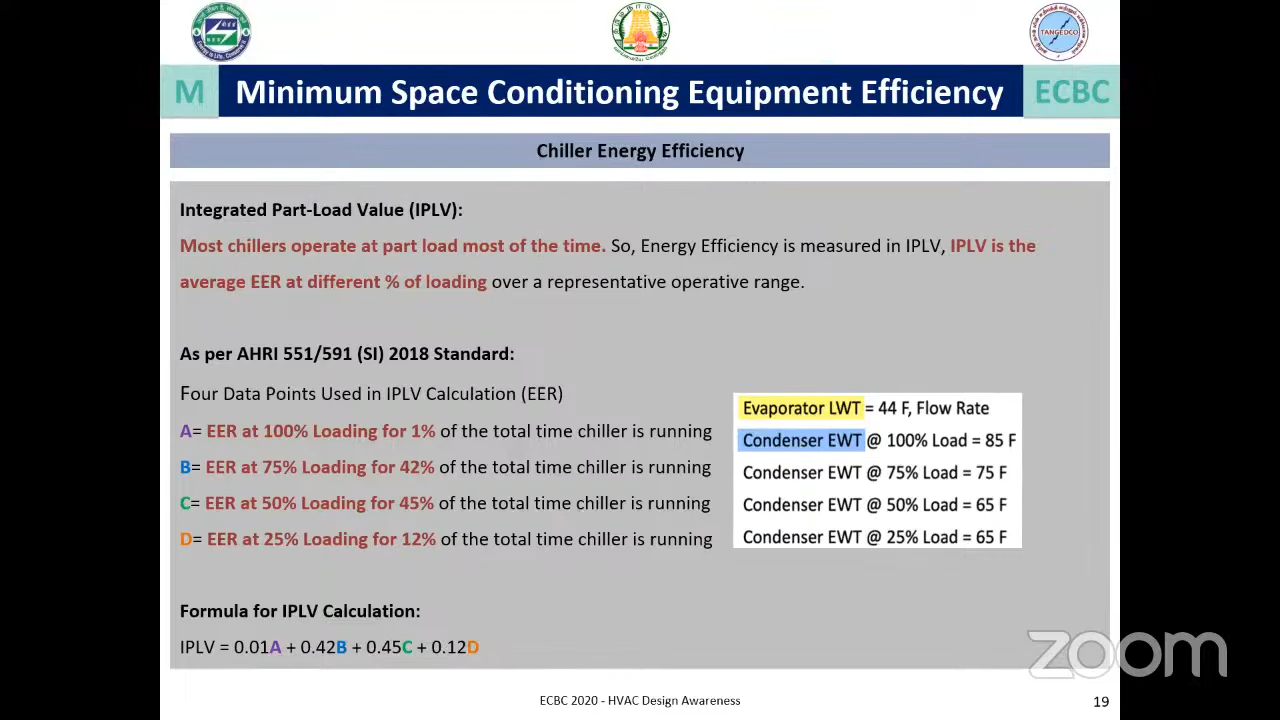 TANGEDCO
M
Minimum Space Conditioning Equipment Efficiency
ECBC
Chiller Energy Efficiency
Integrated Part-Load Value (IPLV):
Most chillers operate at part load most of the time. So, Energy Efficiency is measured in IPLV, IPLV is the
average EER at different % of loading over a representative operative range.
As per AHRI 551/591 (SI) 2018 Standard:
Four Data Points Used in IPLV Calculation (EER)
A= EER at 100% Loading for 1% of the total time chiller is running
B= EER at 75% Loading for 42% of the total time chiller is running
C= EER at 50% Loading for 45% of the total time chiller is running
D= EER at 25% Loading for 12% of the total time chiller is running
Evaporator LWT = 44 F, Flow Rate
Condenser EWT @ 100% Load = 85 F
Condenser EWT @ 75% Load = 75 F
Condenser EWT @ 50% Load = 65 F
Condenser EWT @ 25% Load = 65 F
Formula for IPLV Calculation:
IPLV = 0.01A + 0.42B + 0.45C + 0.12D
zoom
ECBC 2020 - HVAC Design Awareness
19